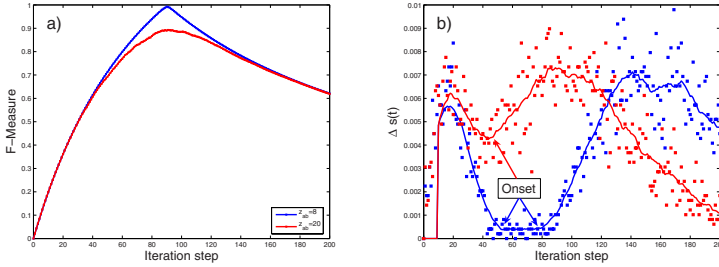 a)
F-Measure
1
0.9
0.8
0.7
0.6
0.5
0.4
0.3
0.2
0.1
0
0 20 40 60 80 100 120 140 160 180 200
Iteration step
z_ab=8
z_ab=20
b)
Δ s(t)
0.01
0.009
0.008
0.007
0.006
0.005
0.004
0.003
0.002
0.001
0
0 20 40 60 80 100 120 140 160 180 200
Iteration step
Onset